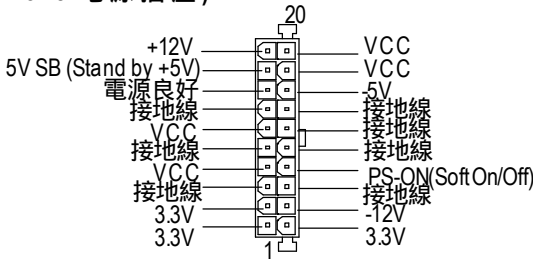 20
+12V
5V SB (Stand by +5V)
電源良好
接地線
VCC
接地線
VCC
接地線
3.3V
3.3V
VCC
VCC
-5V
接地線
接地線
接地線
PS-ON(Soft On/Off)
接地線
-12V
3.3V
1